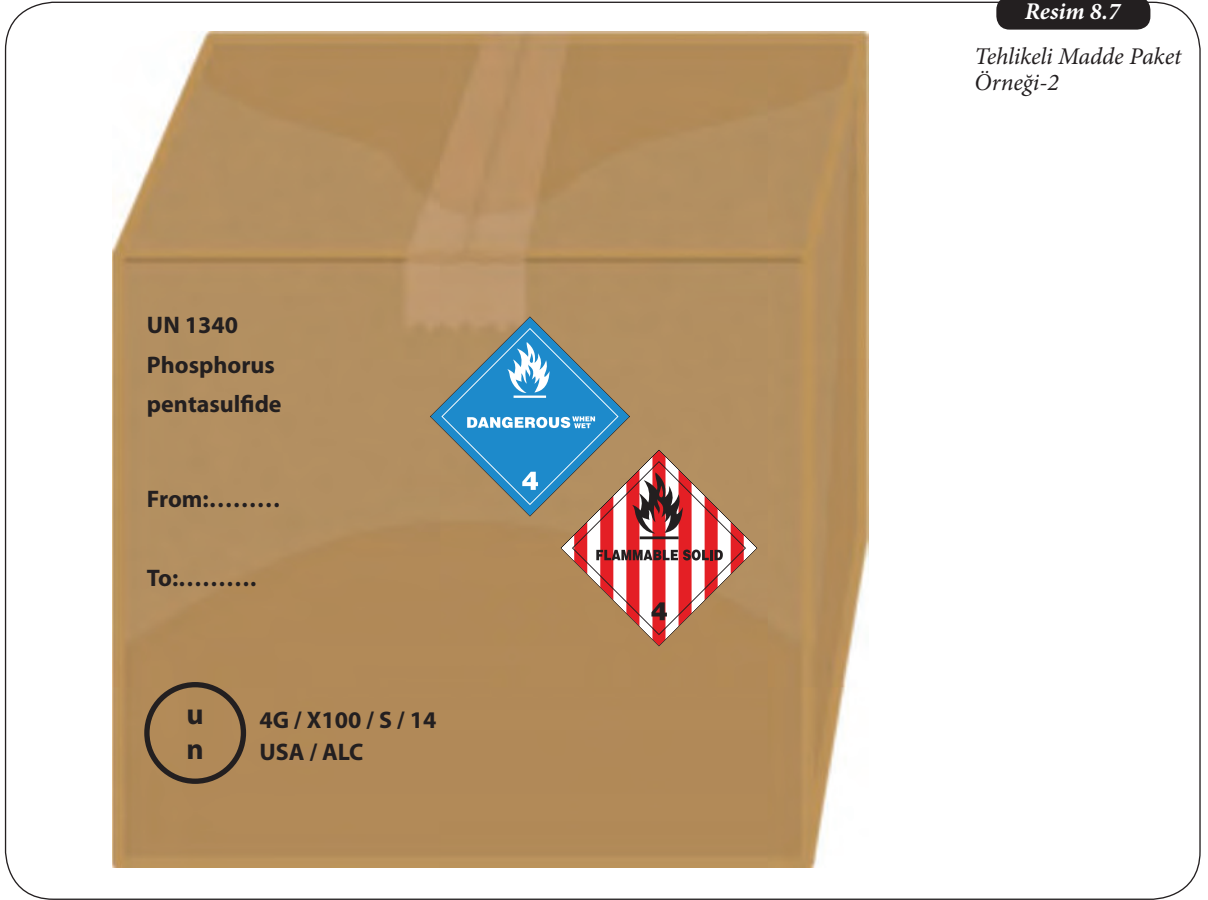 Resim 8.7
Tehlikeli Madde Paket
Örneği-2
UN 1340
Phosphorus
pentasulfide
From:.........
To:..........
DANGEROUS WHEN WET
4
FLAMMABLE SOLID
4
u
n
4G / X100 / S / 14
USA / ALC